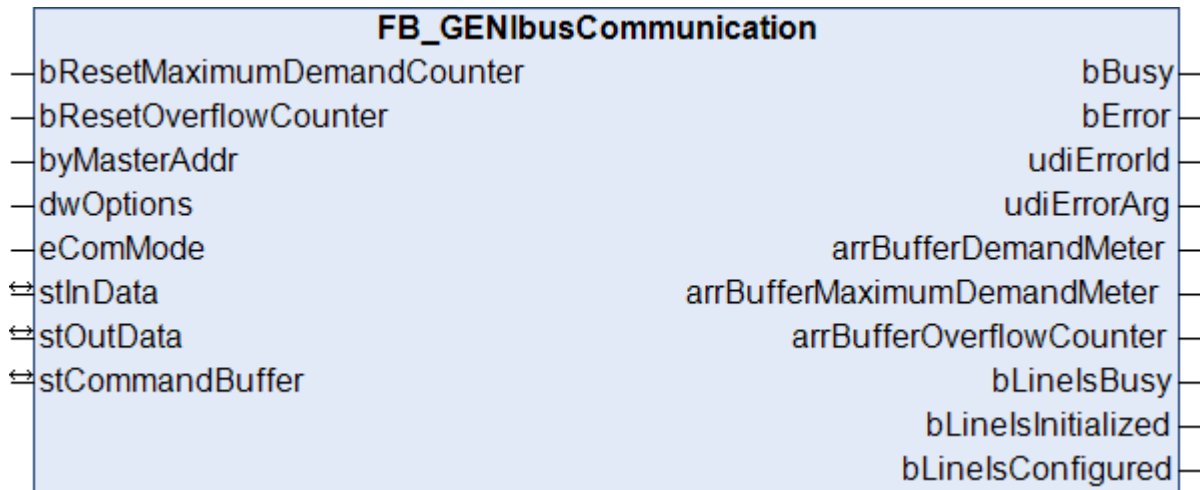 FB_GENIbusCommunication
bResetMaximumDemandCounter bBusy
bResetOverflowCounter bError
byMasterAddr udiErrorId
dwOptions udiErrorArg
eComMode arrBufferDemandMeter
stInData arrBufferMaximumDemandMeter
stOutData arrBufferOverflowCounter
stCommandBuffer bLineIsBusy
bLineIsInitialized
bLineIsConfigured